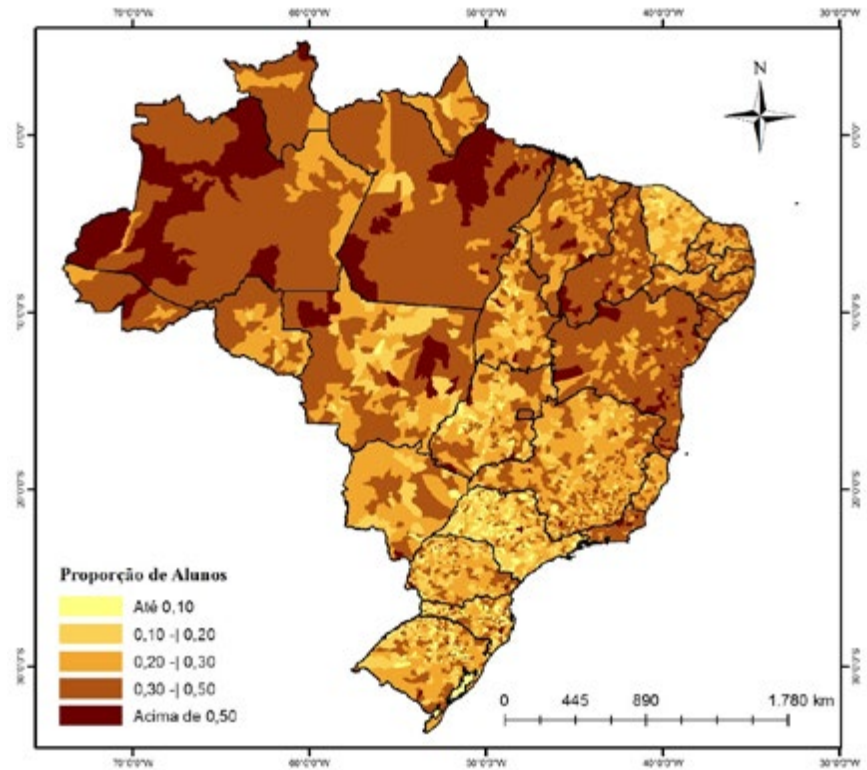 70°0'0"W 60°0'0"W 50°0'0"W 40°0'0"W 30°0'0"W
N
0°0'0"
10°0'0"S
20°0'0"S
30°0'0"S
Proporção de Alunos
Até 0,10
0,10 -| 0,20
0,20 -| 0,30
0,30 -| 0,50
Acima de 0,50
0 445 890 1.780 km
0°0'0"
10°0'0"S
20°0'0"S
30°0'0"S
70°0'0"W 60°0'0"W 50°0'0"W 40°0'0"W 30°0'0"W